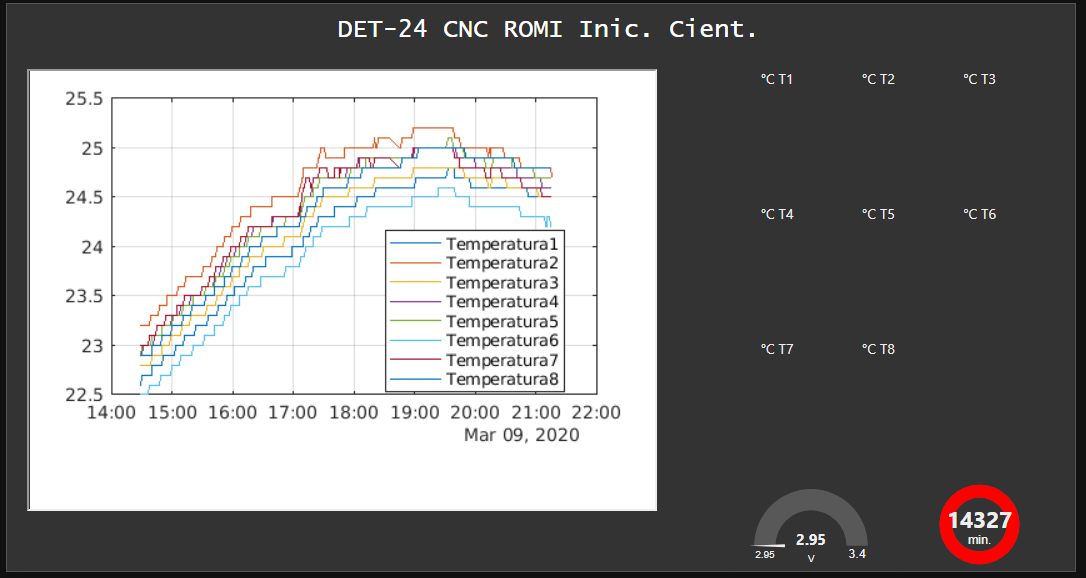 DET-24 CNC ROMI Inic. Cient.
25.5
25
24.5
24
23.5
23
22.5
14:00 15:00 16:00 17:00 18:00 19:00 20:00 21:00 22:00
Mar 09, 2020
Temperatura1
Temperatura2
Temperatura3
Temperatura4
Temperatura5
Temperatura6
Temperatura7
Temperatura8
°C T1 °C T2 °C T3
°C T4 °C T5 °C T6
°C T7 °C T8
2.95
2.95 3.4
V
14327
min.